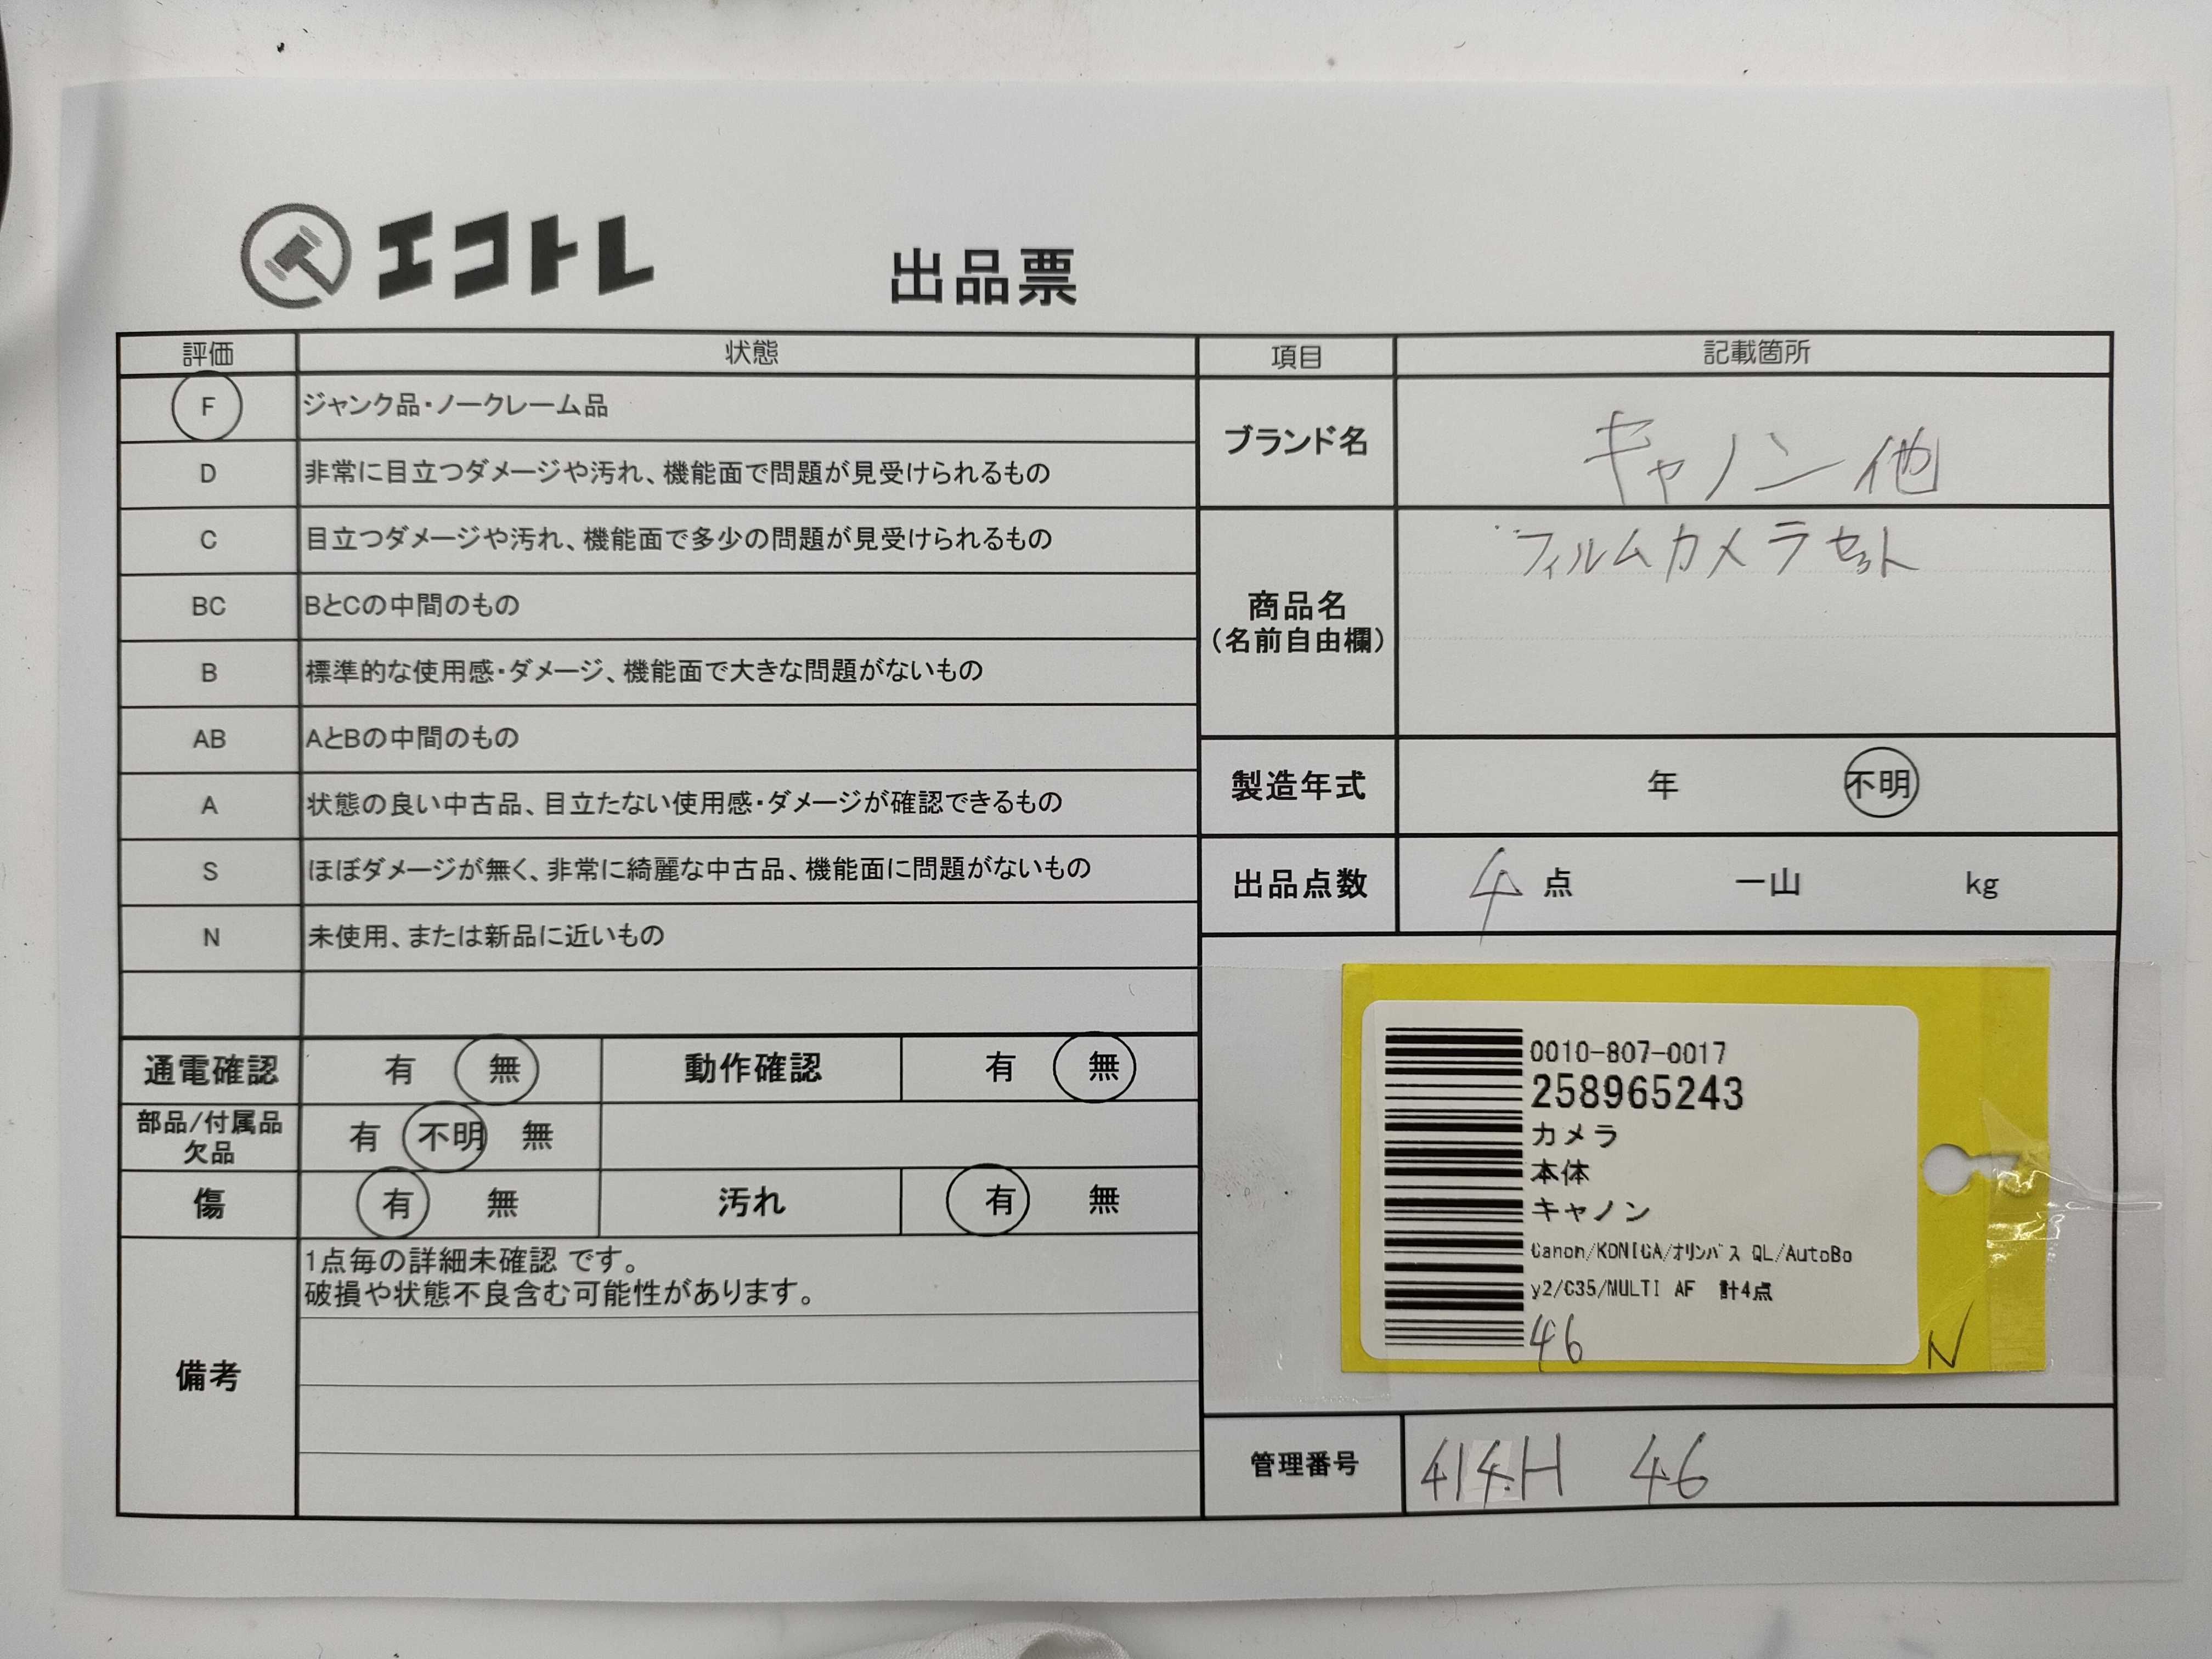 エコトレ
出品票
評価 状態
F ジャンク品・ノークレーム品
D 非常に目立つダメージや汚れ、機能面で問題が見受けられるもの
C 目立つダメージや汚れ、機能面で多少の問題が見受けられるもの
BC BとCの中間のもの
B 標準的な使用感・ダメージ、機能面で大きな問題がないもの
AB AとBの中間のもの
A 状態の良い中古品、目立たない使用感・ダメージが確認できるもの
S ほぼダメージが無く、非常に綺麗な中古品、機能面に問題がないもの
N 未使用、または新品に近いもの
通電確認 有 無 動作確認 有 無
部品/付属品
欠品
有 不明 無
傷 有 無 汚れ 有 無
備考
1点毎の詳細未確認 です。
破損や状態不良含む可能性があります。
項目 記載箇所
ブランド名 キャノン他
商品名
(名前自由欄)
フィルムカメラセット
製造年式 年 不明
出品点数 4 点 一山 kg
0010-807-0017
258965243
カメラ
本体
キャノン
Canon/KONICA/オリンパス QL/AutoBo
y2/C35/MULTI AF 計4点
46
N
管理番号 414H 46